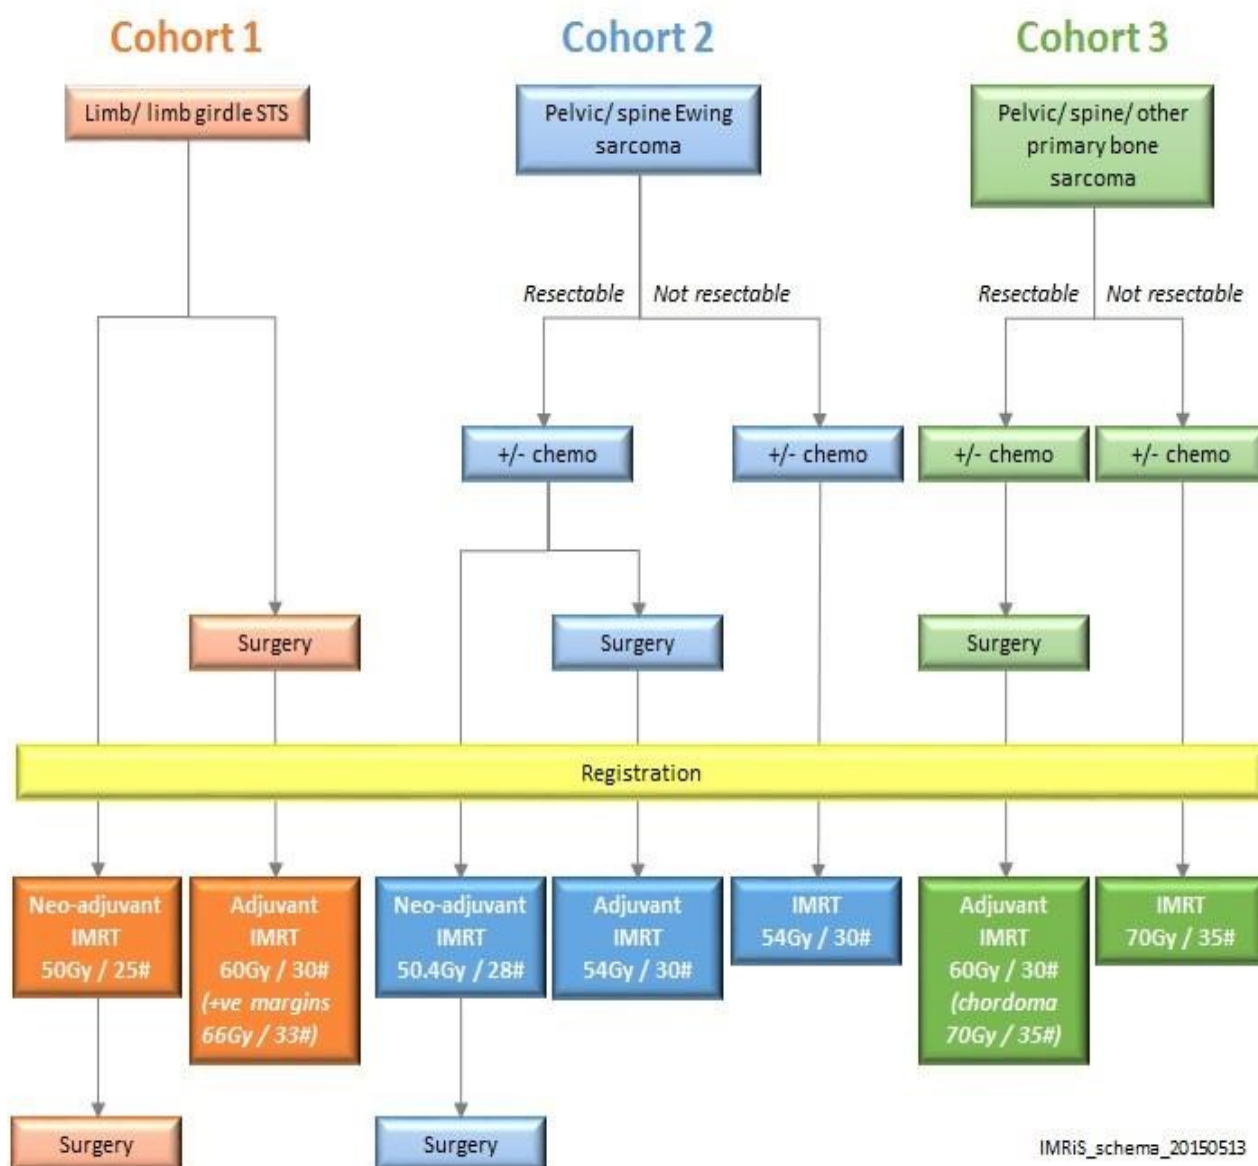 Cohort 1
Cohort 2
Cohort 3
Limb/ limb girdle STS
Pelvic/ spine Ewing
sarcoma
Pelvic/ spine/ other
primary bone
sarcoma
Resectable
Not resectable
Resectable
Not resectable
+/- chemo
+/- chemo
+/- chemo
+/- chemo
Surgery
Surgery
Surgery
Registration
Neo-adjuvant
IMRT
50Gy / 25#
Adjuvant
IMRT
60Gy / 30#
(+ve margins
66Gy / 33#)
Neo-adjuvant
IMRT
50.4Gy / 28#
Adjuvant
IMRT
54Gy / 30#
IMRT
54Gy / 30#
Adjuvant
IMRT
60Gy / 30#
(chordoma
70Gy / 35#)
IMRT
70Gy / 35#
Surgery
Surgery
IMRiS_schema_20150513